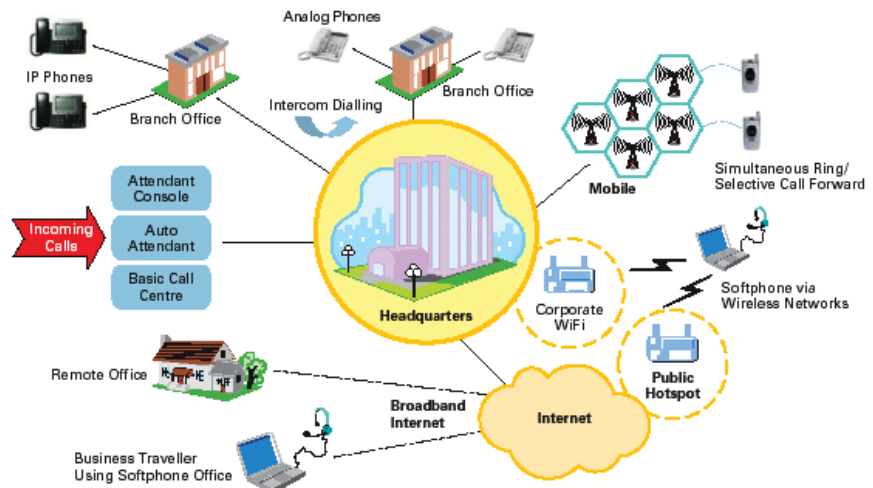 Analog Phones
IP Phones
Branch Office
Intercom Dialling
Branch Office
Mobile
Simultaneous Ring/
Selective Call Forward
Attendant
Console
Incoming
Calls
Auto
Attendant
Basic Call
Centre
Headquarters
Corporate
WiFi
Softphone via
Wireless Networks
Public
Hotspot
Remote Office
Broadband
Internet
Internet
Business Traveller
Using Softphone Office